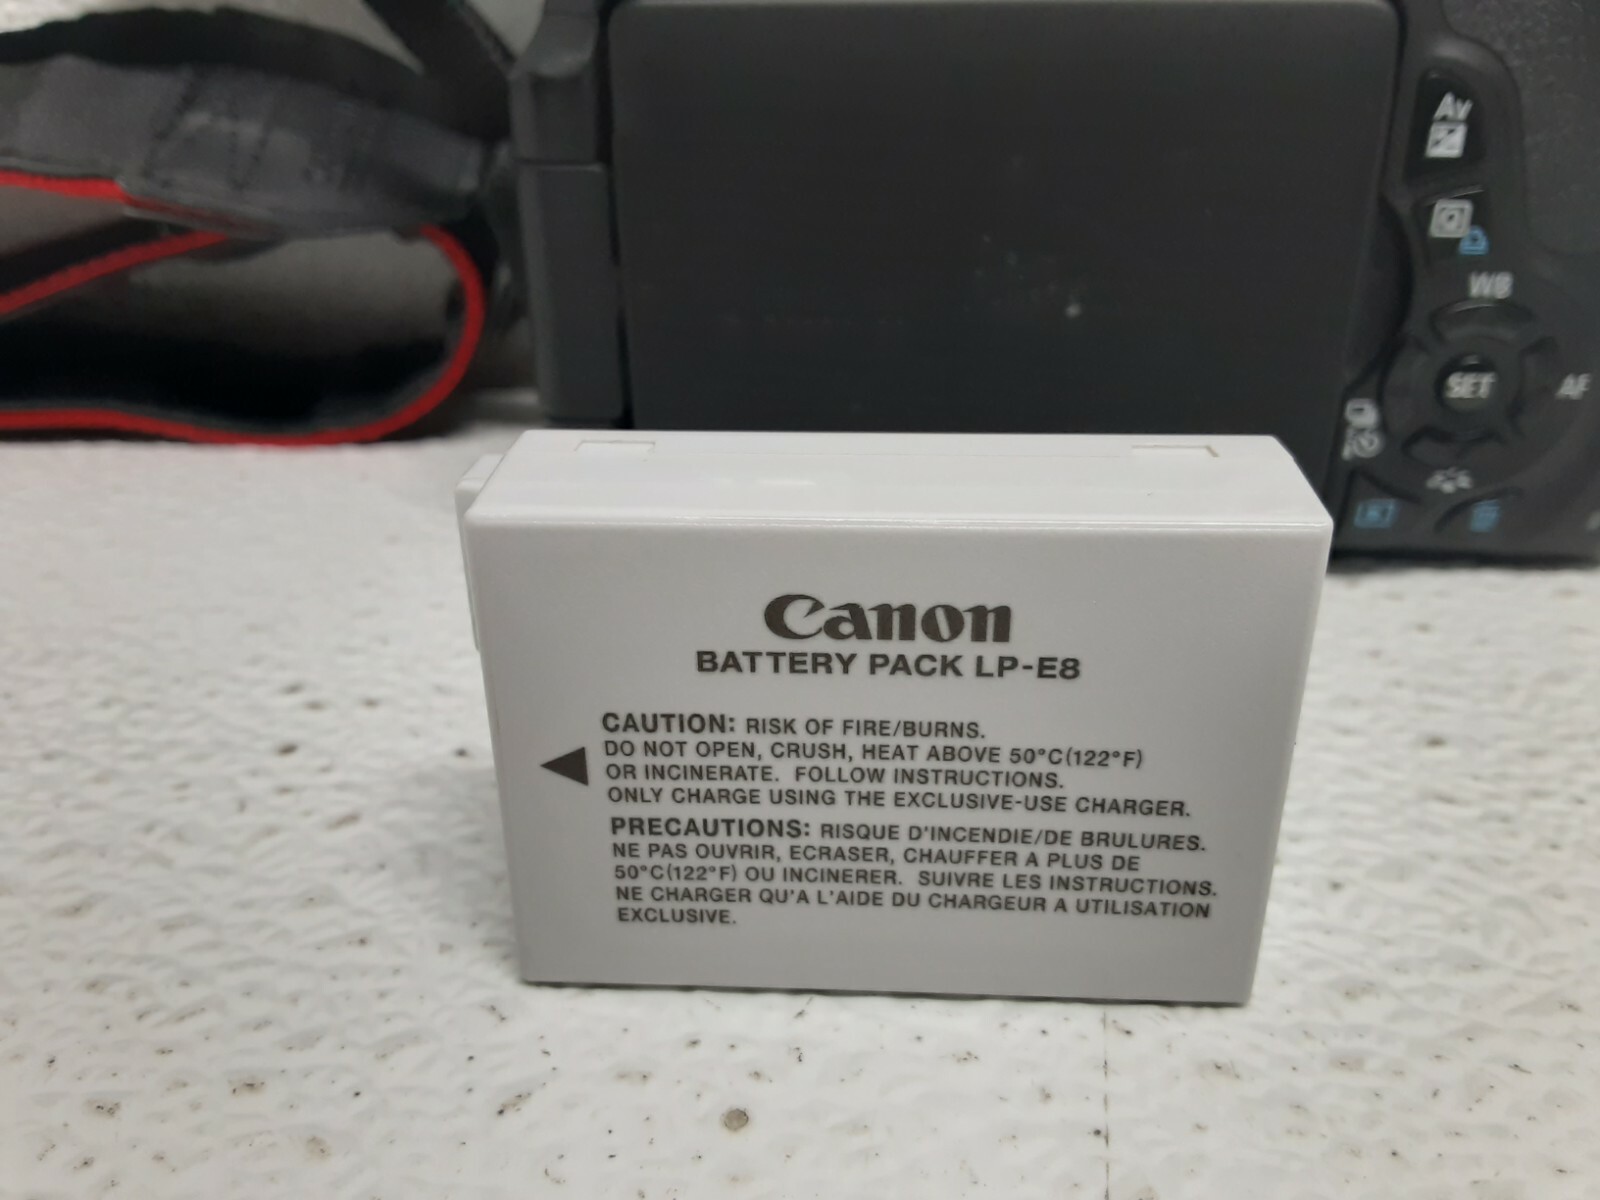 Av
Q
WB
SET
AF
Canon
BATTERY PACK LP-E8
CAUTION: RISK OF FIRE/BURNS.
DO NOT OPEN, CRUSH, HEAT ABOVE 50°C(122°F)
OR INCINERATE. FOLLOW INSTRUCTIONS.
ONLY CHARGE USING THE EXCLUSIVE-USE CHARGER.
PRECAUTIONS: RISQUE D'INCENDIE/DE BRULURES.
NE PAS OUVRIR, ECRASER, CHAUFFER A PLUS DE
50°C(122°F) OU INCINERER. SUIVRE LES INSTRUCTIONS.
NE CHARGER QU'A L'AIDE DU CHARGEUR A UTILISATION
EXCLUSIVE.